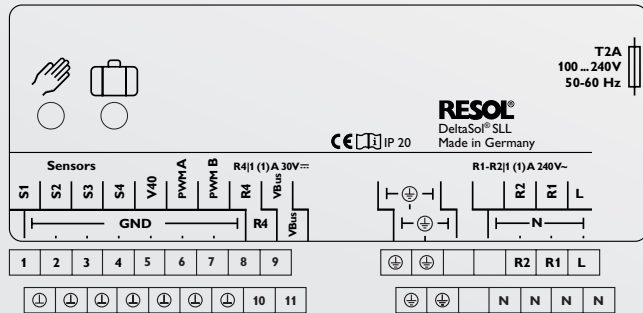 T2A
100 ... 240V
50-60 Hz
RESOL®
DeltaSol® SLL
Made in Germany
CE i IP 20
Sensors
R4|1 (1) A 30V
R1-R2|1 (1) A 240V~
S1 S2 S3 S4 V40 PWM A PWM B R4 VBus
R2 R1 L
GND R4 VBus
N
1 2 3 4 5 6 7 8 9
R2 R1 L
10 11
N N N N